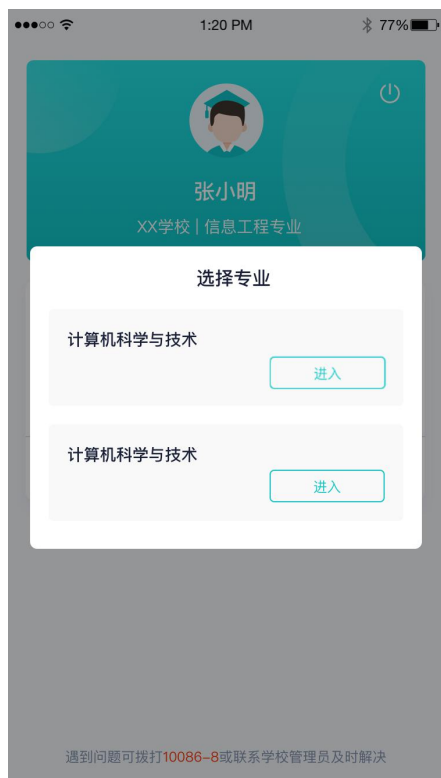 1:20 PM
77%
张小明
XX学校 | 信息工程专业
选择专业
计算机科学与技术
进入
计算机科学与技术
进入
遇到问题可拨打10086-8或联系学校管理员及时解决